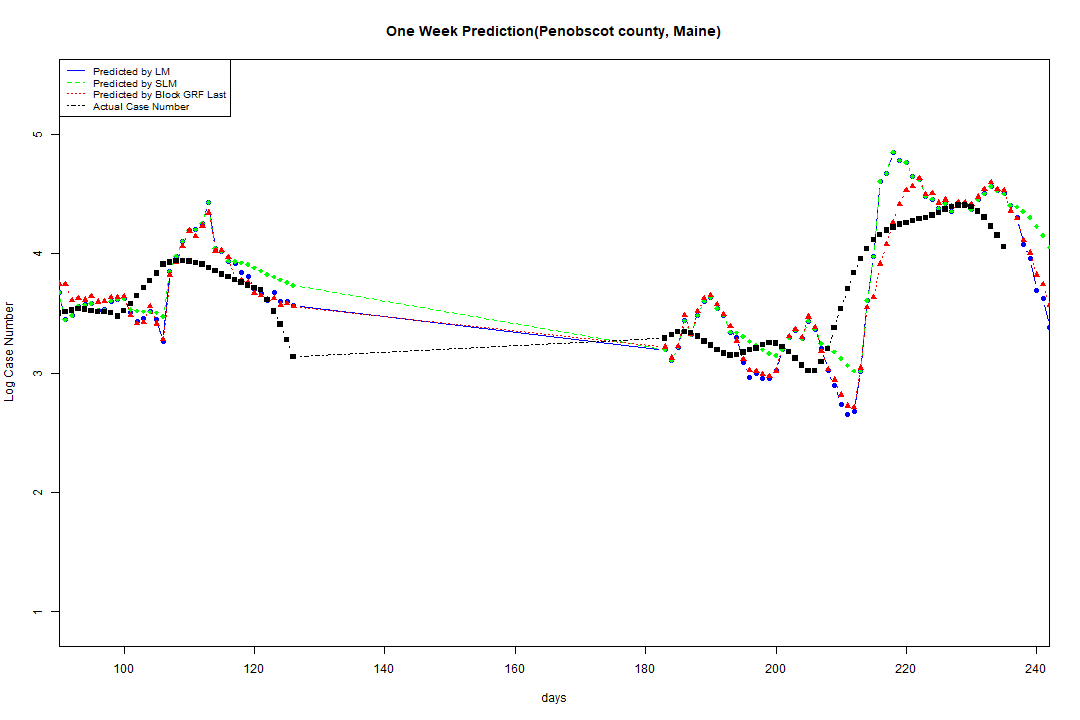 One Week Prediction(Penobscot county, Maine)
Predicted by LM
Predicted by SLM
Predicted by Block GRF Last
Actual Case Number
Log Case Number
5
4
3
2
1
100 120 140 160 180 200 220 240
days